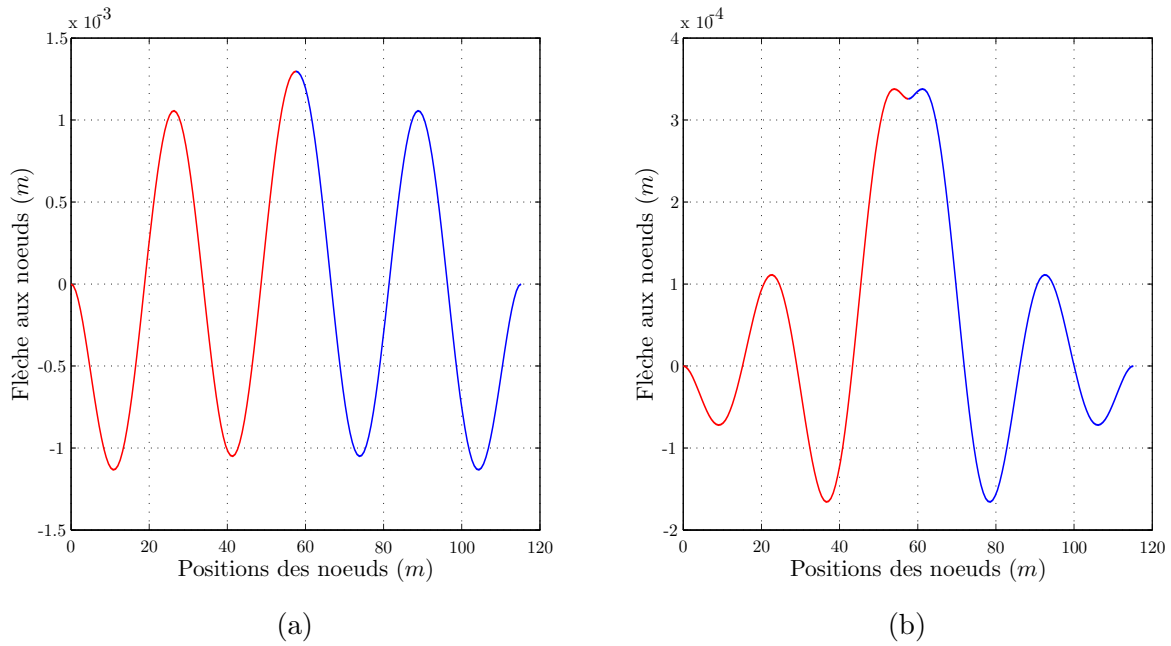 x 10⁻³
1.5
1
0.5
0
-0.5
-1
-1.5
0 20 40 60 80 100 120
Flèche aux noeuds (m)
Positions des noeuds (m)
(a)
x 10⁻⁴
4
3
2
1
0
-1
-2
0 20 40 60 80 100 120
Flèche aux noeuds (m)
Positions des noeuds (m)
(b)